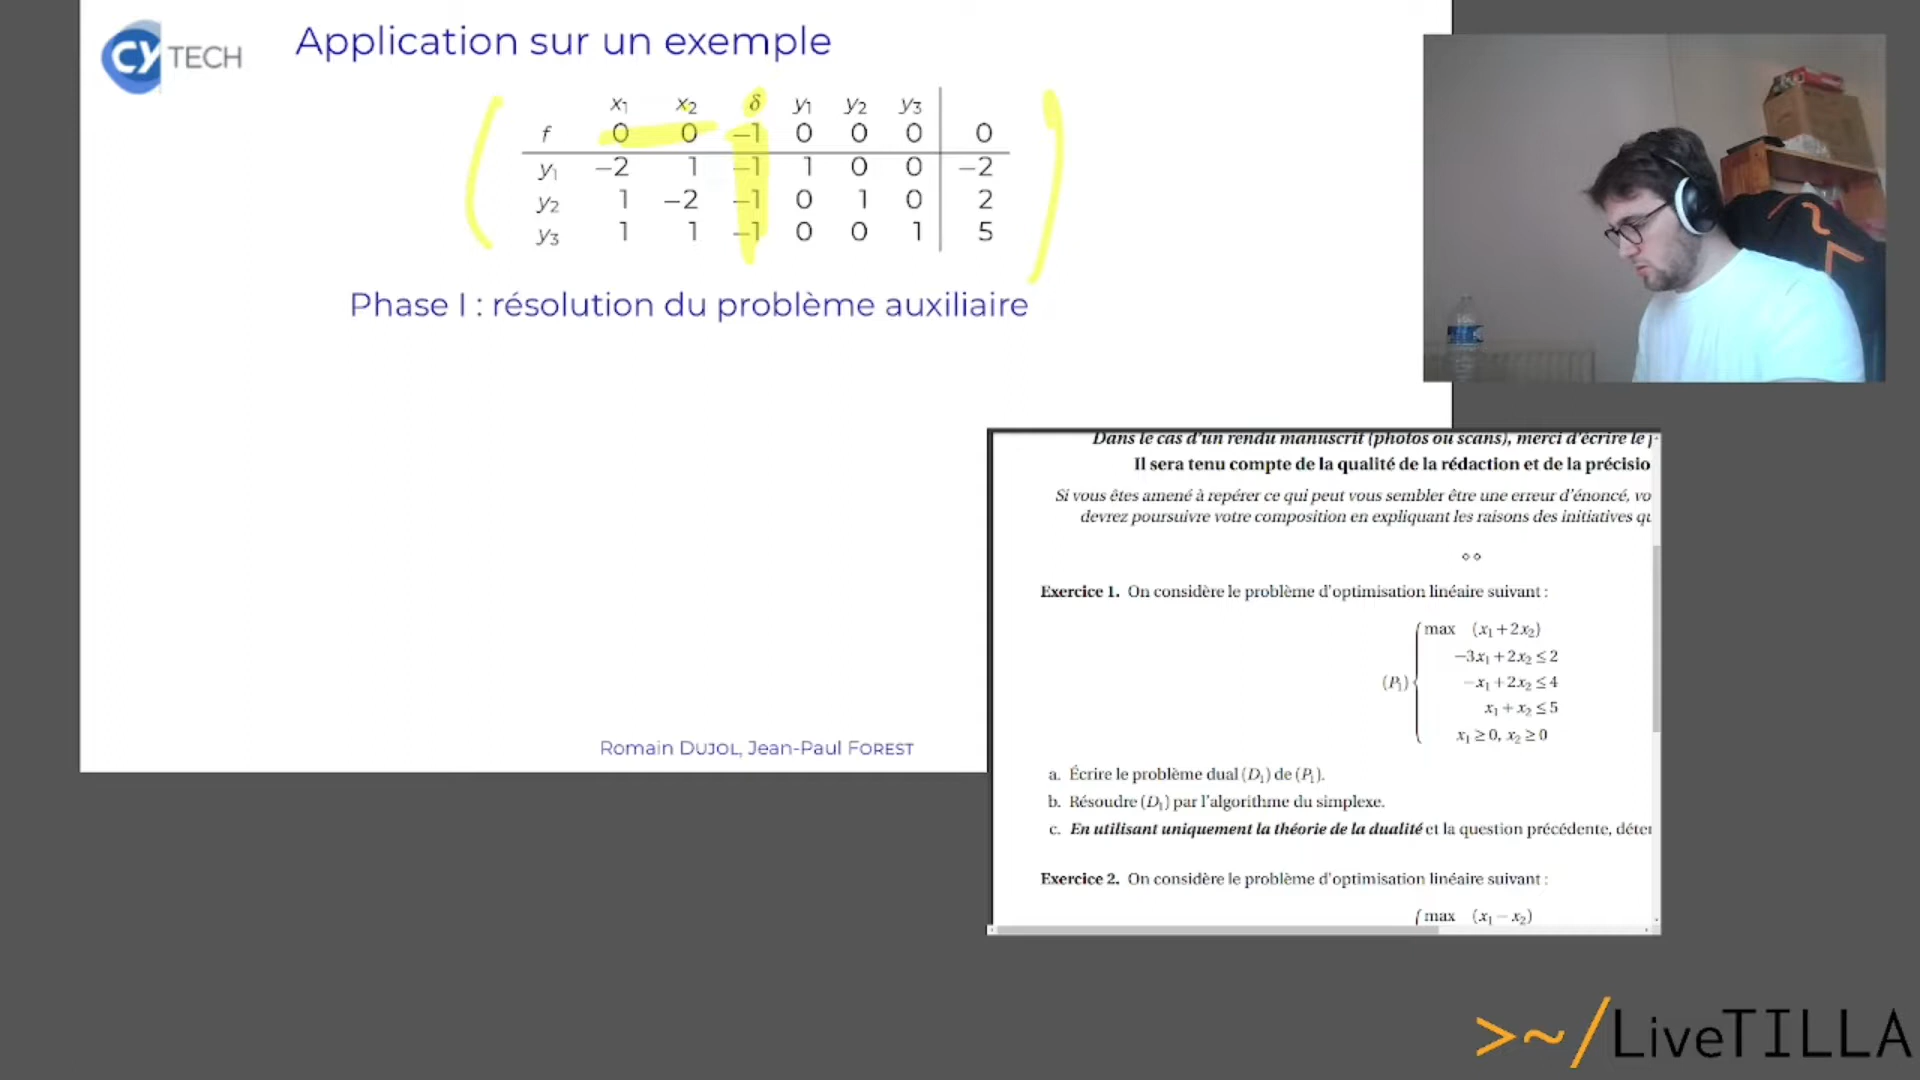 CY TECH
Application sur un exemple
x₁ x₂ δ y₁ y₂ y₃
f 0 0 −1 0 0 0 0
y₁ −2 1 −1 1 0 0 −2
y₂ 1 −2 −1 0 1 0 2
y₃ 1 1 −1 0 0 1 5
Phase I : résolution du problème auxiliaire
Romain DUJOL, Jean-Paul FOREST
Dans le cas d'un rendu manuscrit (photos ou scans), merci d'écrire le
Il sera tenu compte de la qualité de la rédaction et de la précisio
Si vous êtes amené à repérer ce qui peut vous sembler être une erreur d'énoncé, vo
devrez poursuivre votre composition en expliquant les raisons des initiatives qu
Exercice 1. On considère le problème d'optimisation linéaire suivant :
max (x₁+2x₂)
−3x₁+2x₂ ≤ 2
(P₁) −x₁+2x₂ ≤ 4
x₁+x₂ ≤ 5
x₁ ≥ 0, x₂ ≥ 0
a. Écrire le problème dual (D₁) de (P₁).
b. Résoudre (D₁) par l'algorithme du simplexe.
c. En utilisant uniquement la théorie de la dualité et la question précédente, déter
Exercice 2. On considère le problème d'optimisation linéaire suivant :
max (x₁−x₂)
>~/LiveTILLA